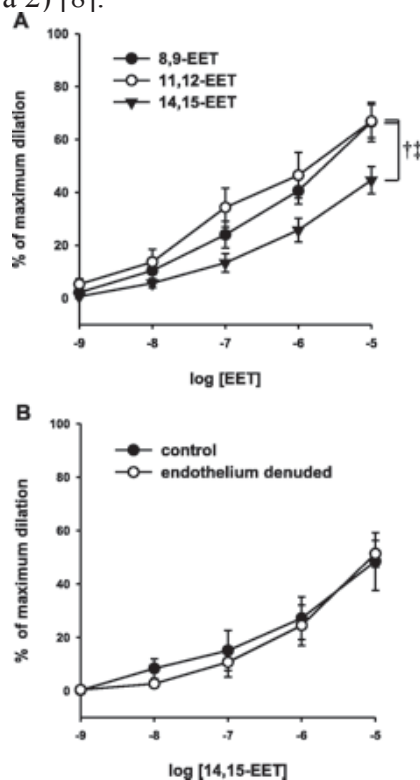 a 2) [8].
A
8,9-EET
11,12-EET
14,15-EET
% of maximum dilation
100
80
60
40
20
0
†‡
-9 -8 -7 -6 -5
log [EET]
B
control
endothelium denuded
% of maximum dilation
100
80
60
40
20
0
-9 -8 -7 -6 -5
log [14,15-EET]